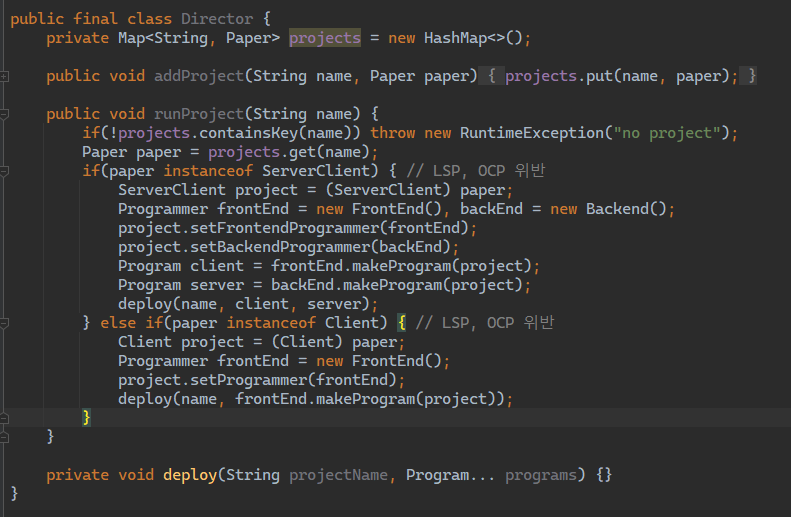 public final class Director {
    private Map<String, Paper> projects = new HashMap<>();
    public void addProject(String name, Paper paper) { projects.put(name, paper); }
    public void runProject(String name) {
        if(!projects.containsKey(name)) throw new RuntimeException("no project");
        Paper paper = projects.get(name);
        if(paper instanceof ServerClient) { // LSP, OCP 위반
            ServerClient project = (ServerClient) paper;
            Programmer frontEnd = new FrontEnd(), backEnd = new Backend();
            project.setFrontendProgrammer(frontEnd);
            project.setBackendProgrammer(backEnd);
            Program client = frontEnd.makeProgram(project);
            Program server = backEnd.makeProgram(project);
            deploy(name, client, server);
        } else if(paper instanceof Client) { // LSP, OCP 위반
            Client project = (Client) paper;
            Programmer frontEnd = new FrontEnd();
            project.setProgrammer(frontEnd);
            deploy(name, frontEnd.makeProgram(project));
        }
    }
    private void deploy(String projectName, Program... programs) {}
}